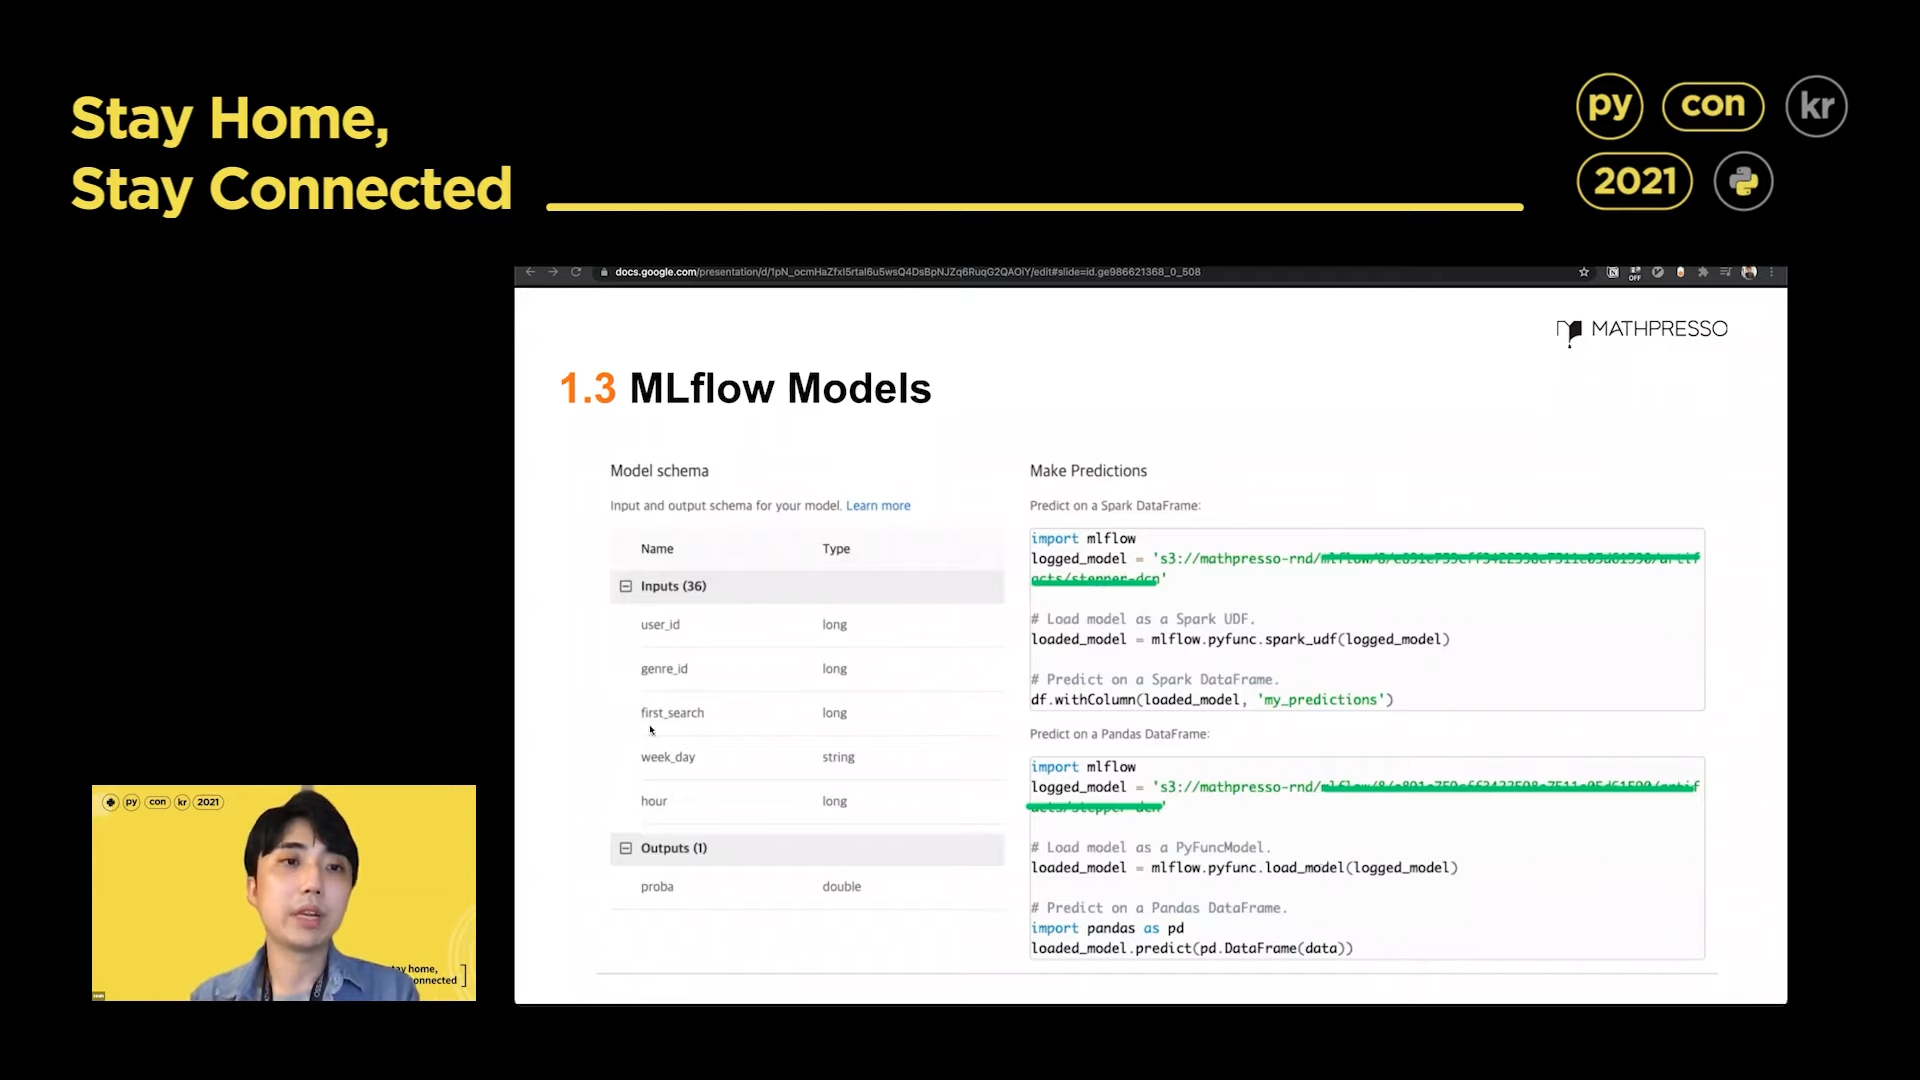 Stay Home,
Stay Connected
py con kr
2021
docs.google.com/presentation/d/1pN_ocmHaZfxI5rtal6u5wsQ4DsBpNJZq6RuqG2QAOiY/edit#slide=id.ge986621368_0_508
OFF
MATHPRESSO
1.3 MLflow Models
Model schema
Input and output schema for your model. Learn more
Name Type
Inputs (36)
user_id long
genre_id long
first_search long
week_day string
hour long
Outputs (1)
proba double
Make Predictions
Predict on a Spark DataFrame:
import mlflow
logged_model = 's3://mathpresso-rnd/
# Load model as a Spark UDF.
loaded_model = mlflow.pyfunc.spark_udf(logged_model)
# Predict on a Spark DataFrame.
df.withColumn(loaded_model, 'my_predictions')
Predict on a Pandas DataFrame:
import mlflow
logged_model = 's3://mathpresso-rnd/
# Load model as a PyFuncModel.
loaded_model = mlflow.pyfunc.load_model(logged_model)
# Predict on a Pandas DataFrame.
import pandas as pd
loaded_model.predict(pd.DataFrame(data))
py con kr 2021
tay home,
onnected